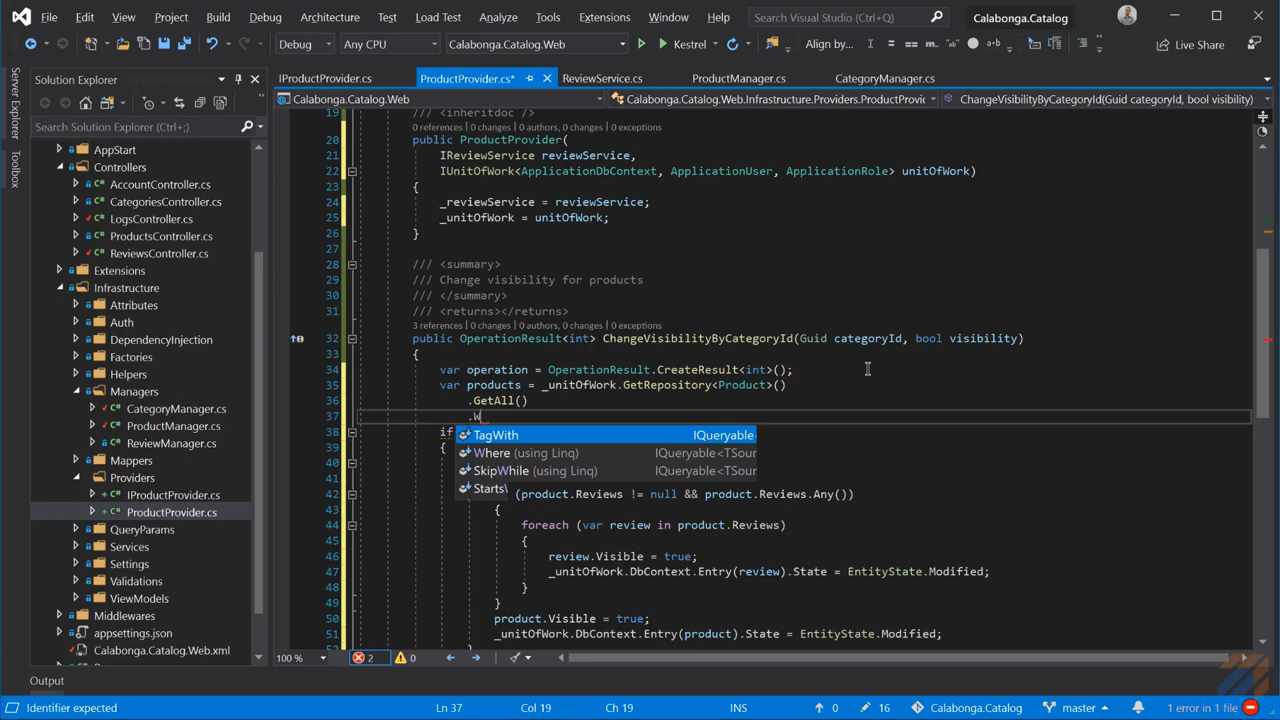 File Edit View Project Build Debug Architecture Test Load Test Analyze Tools Extensions Window Help Search Visual Studio (Ctrl+Q) Calabonga.Catalog
Debug Any CPU Calabonga.Catalog.Web Kestrel Align by... Live Share
Server Explorer
Toolbox
Solution Explorer
Search Solution Explorer (Ctrl+;)
AppStart
Controllers
AccountController.cs
CategoriesController.cs
LogsController.cs
ProductsController.cs
ReviewsController.cs
Extensions
Infrastructure
Attributes
Auth
DependencyInjection
Factories
Helpers
Managers
CategoryManager.cs
ProductManager.cs
ReviewManager.cs
Mappers
Providers
IProductProvider.cs
ProductProvider.cs
QueryParams
Services
Settings
Validations
ViewModels
Middlewares
appsettings.json
Calabonga.Catalog.Web.xml
IProductProvider.cs ProductProvider.cs* ReviewService.cs ProductManager.cs CategoryManager.cs
Calabonga.Catalog.Web Calabonga.Catalog.Web.Infrastructure.Providers.ProductProvic ChangeVisibilityByCategoryId(Guid categoryId, bool visibility)
19 /// <inheritdoc />
0 references | 0 changes | 0 authors, 0 changes | 0 exceptions
20 public ProductProvider(
21 IReviewService reviewService,
22 IUnitOfWork<ApplicationDbContext, ApplicationUser, ApplicationRole> unitOfWork)
23 {
24 _reviewService = reviewService;
25 _unitOfWork = unitOfWork;
26 }
27
28 /// <summary>
29 /// Change visibility for products
30 /// </summary>
31 /// <returns></returns>
3 references | 0 changes | 0 authors, 0 changes | 0 exceptions
32 public OperationResult<int> ChangeVisibilityByCategoryId(Guid categoryId, bool visibility)
33 {
34 var operation = OperationResult.CreateResult<int>();
35 var products = _unitOfWork.GetRepository<Product>()
36 .GetAll()
37 .W
38 if
39 {
40
41
42 (product.Reviews != null && product.Reviews.Any())
43 {
44 foreach (var review in product.Reviews)
45 {
46 review.Visible = true;
47 _unitOfWork.DbContext.Entry(review).State = EntityState.Modified;
48 }
49 }
50 product.Visible = true;
51 _unitOfWork.DbContext.Entry(product).State = EntityState.Modified;
TagWith IQueryable
Where (using Linq) IQueryable<TSour
SkipWhile (using Linq) IQueryable<TSour
Starts
100 % 2 0
Output
Identifier expected Ln 37 Col 19 Ch 19 INS 0 16 Calabonga.Catalog master 1 error in 1 file